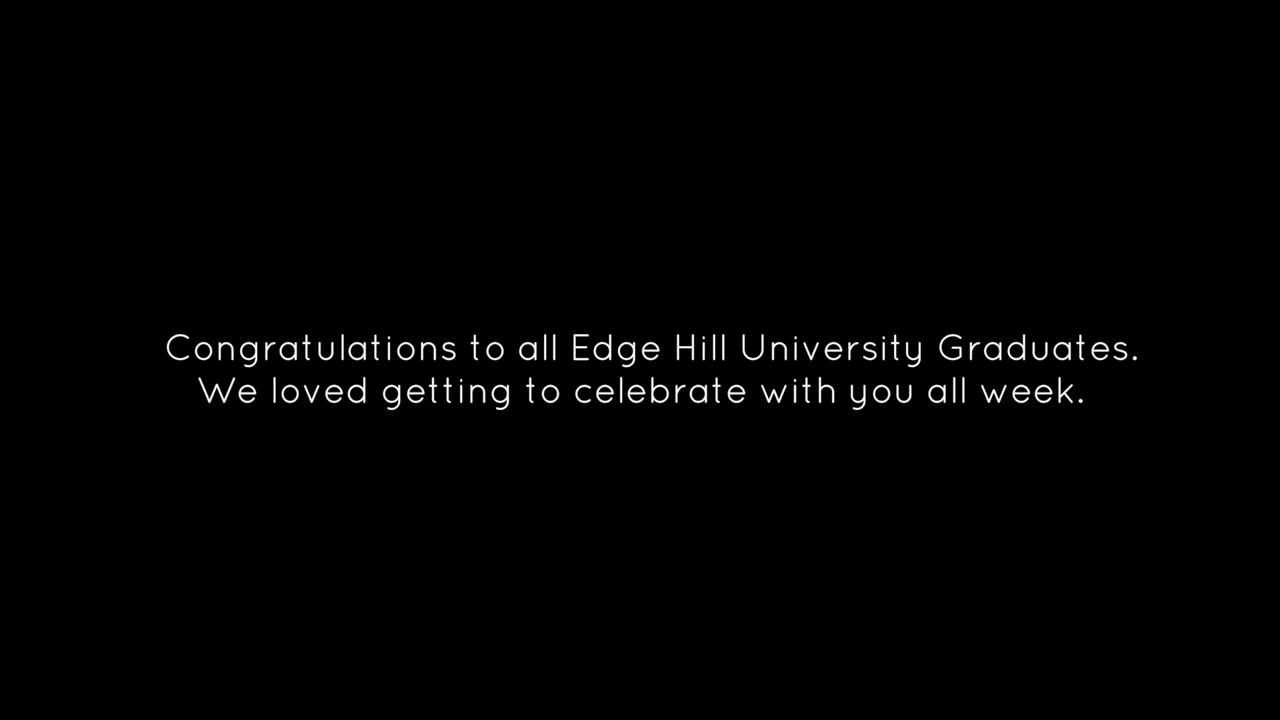 Congratulations to all Edge Hill University Graduates.
We loved getting to celebrate with you all week.